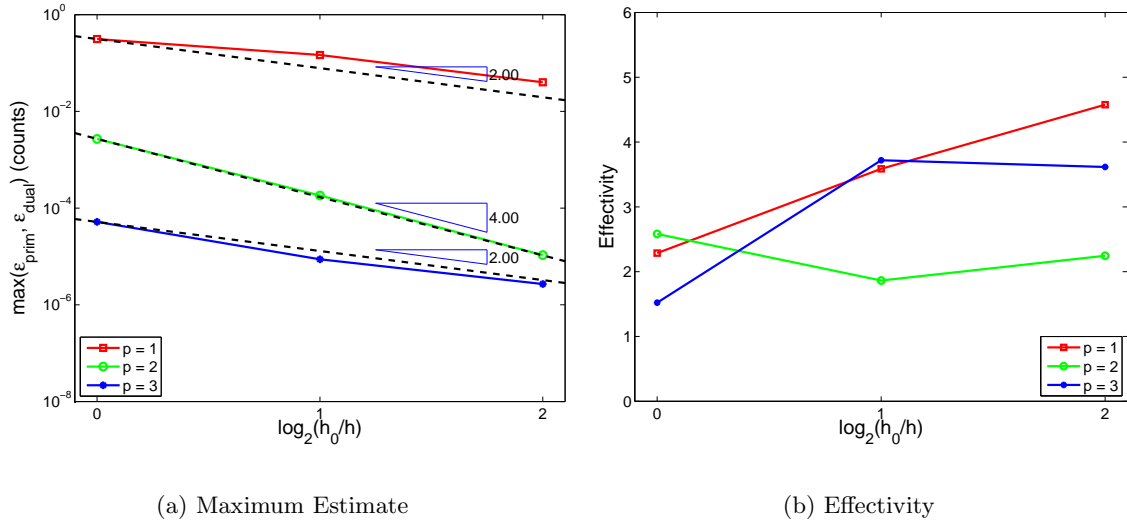 10^0
10^−2
10^−4
10^−6
10^−8
max(ε_prim, ε_dual) (counts)
2.00
4.00
2.00
p = 1
p = 2
p = 3
0
1
2
log_2(h_0/h)
(a) Maximum Estimate
6
5
4
3
2
1
0
Effectivity
p = 1
p = 2
p = 3
0
1
2
log_2(h_0/h)
(b) Effectivity